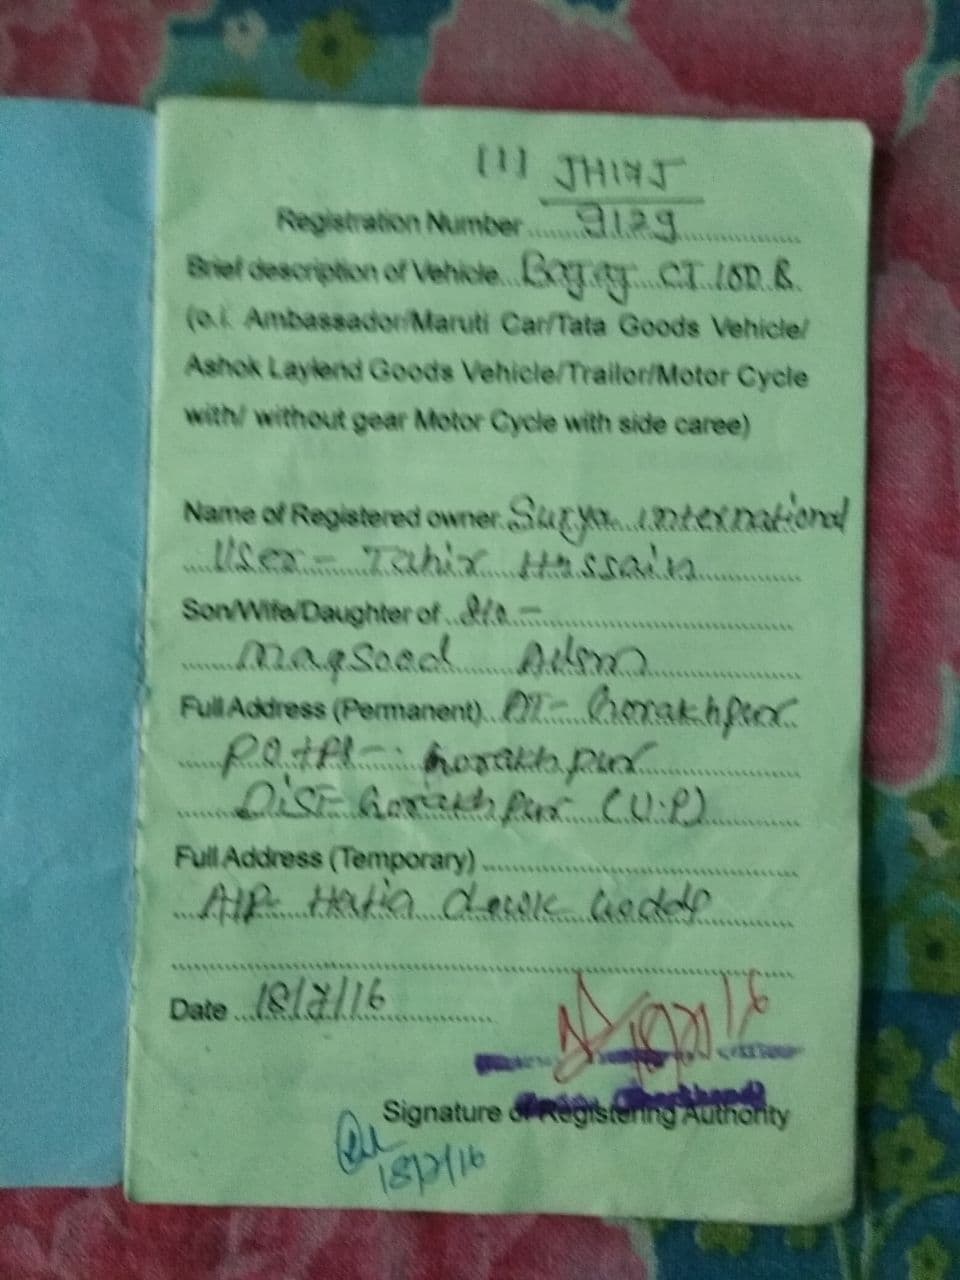 (1) JH17J
Registration Number 9129
Brief description of Vehicle Bajaj CT 100 B.
(e.i. Ambassador/Maruti Car/Tata Goods Vehicle/
Ashok Laylend Goods Vehicle/Trailor/Motor Cycle
with/ without gear Motor Cycle with side caree)
Name of Registered owner Surya international
User - Tahir Hassain
Son/Wife/Daughter of S/o -
Maqsood Alam
Full Address (Permanent) AT- Gorakhpur
PO+PS - Gorakhpur
Dist- Gorakhpur (U.P)
Full Address (Temporary)
A/P- Hatia chowk Godda
Date 18/7/16
18/7/16
Signature of Registering Authority
18/7/16